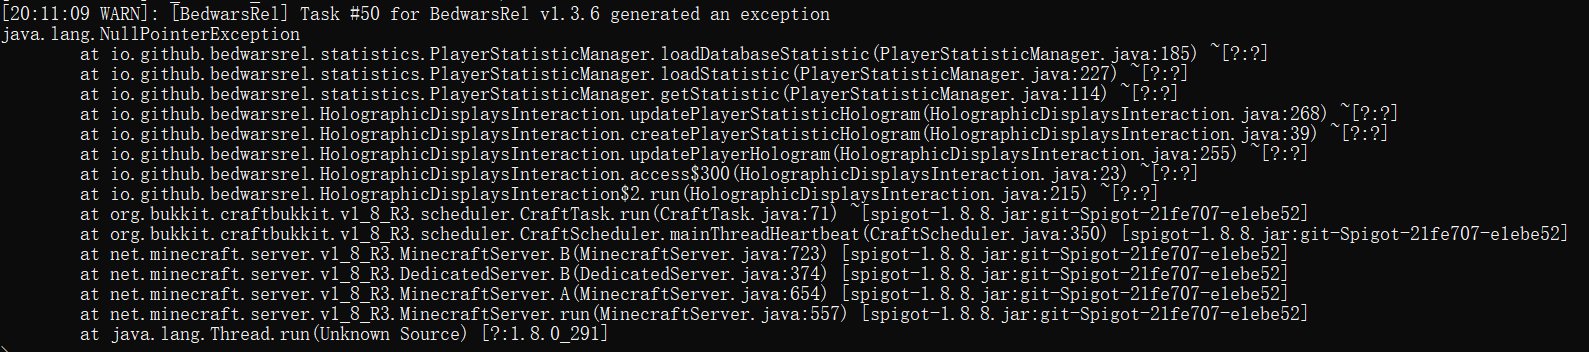 [20:11:09 WARN]: [BedwarsRel] Task #50 for BedwarsRel v1.3.6 generated an exception
java.lang.NullPointerException
at io.github.bedwarsrel.statistics.PlayerStatisticManager.loadDatabaseStatistic(PlayerStatisticManager.java:185) ~[?:?]
at io.github.bedwarsrel.statistics.PlayerStatisticManager.loadStatistic(PlayerStatisticManager.java:227) ~[?:?]
at io.github.bedwarsrel.statistics.PlayerStatisticManager.getStatistic(PlayerStatisticManager.java:114) ~[?:?]
at io.github.bedwarsrel.HolographicDisplaysInteraction.updatePlayerStatisticHologram(HolographicDisplaysInteraction.java:268) ~[?:?]
at io.github.bedwarsrel.HolographicDisplaysInteraction.createPlayerStatisticHologram(HolographicDisplaysInteraction.java:39) ~[?:?]
at io.github.bedwarsrel.HolographicDisplaysInteraction.updatePlayerHologram(HolographicDisplaysInteraction.java:255) ~[?:?]
at io.github.bedwarsrel.HolographicDisplaysInteraction.access$300(HolographicDisplaysInteraction.java:23) ~[?:?]
at io.github.bedwarsrel.HolographicDisplaysInteraction$2.run(HolographicDisplaysInteraction.java:215) ~[?:?]
at org.bukkit.craftbukkit.v1_8_R3.scheduler.CraftTask.run(CraftTask.java:71) ~[spigot-1.8.8.jar:git-Spigot-21fe707-e1ebe52]
at org.bukkit.craftbukkit.v1_8_R3.scheduler.CraftScheduler.mainThreadHeartbeat(CraftScheduler.java:350) [spigot-1.8.8.jar:git-Spigot-21fe707-e1ebe52]
at net.minecraft.server.v1_8_R3.MinecraftServer.B(MinecraftServer.java:723) [spigot-1.8.8.jar:git-Spigot-21fe707-e1ebe52]
at net.minecraft.server.v1_8_R3.DedicatedServer.B(DedicatedServer.java:374) [spigot-1.8.8.jar:git-Spigot-21fe707-e1ebe52]
at net.minecraft.server.v1_8_R3.MinecraftServer.A(MinecraftServer.java:654) [spigot-1.8.8.jar:git-Spigot-21fe707-e1ebe52]
at net.minecraft.server.v1_8_R3.MinecraftServer.run(MinecraftServer.java:557) [spigot-1.8.8.jar:git-Spigot-21fe707-e1ebe52]
at java.lang.Thread.run(Unknown Source) [?:1.8.0_291]